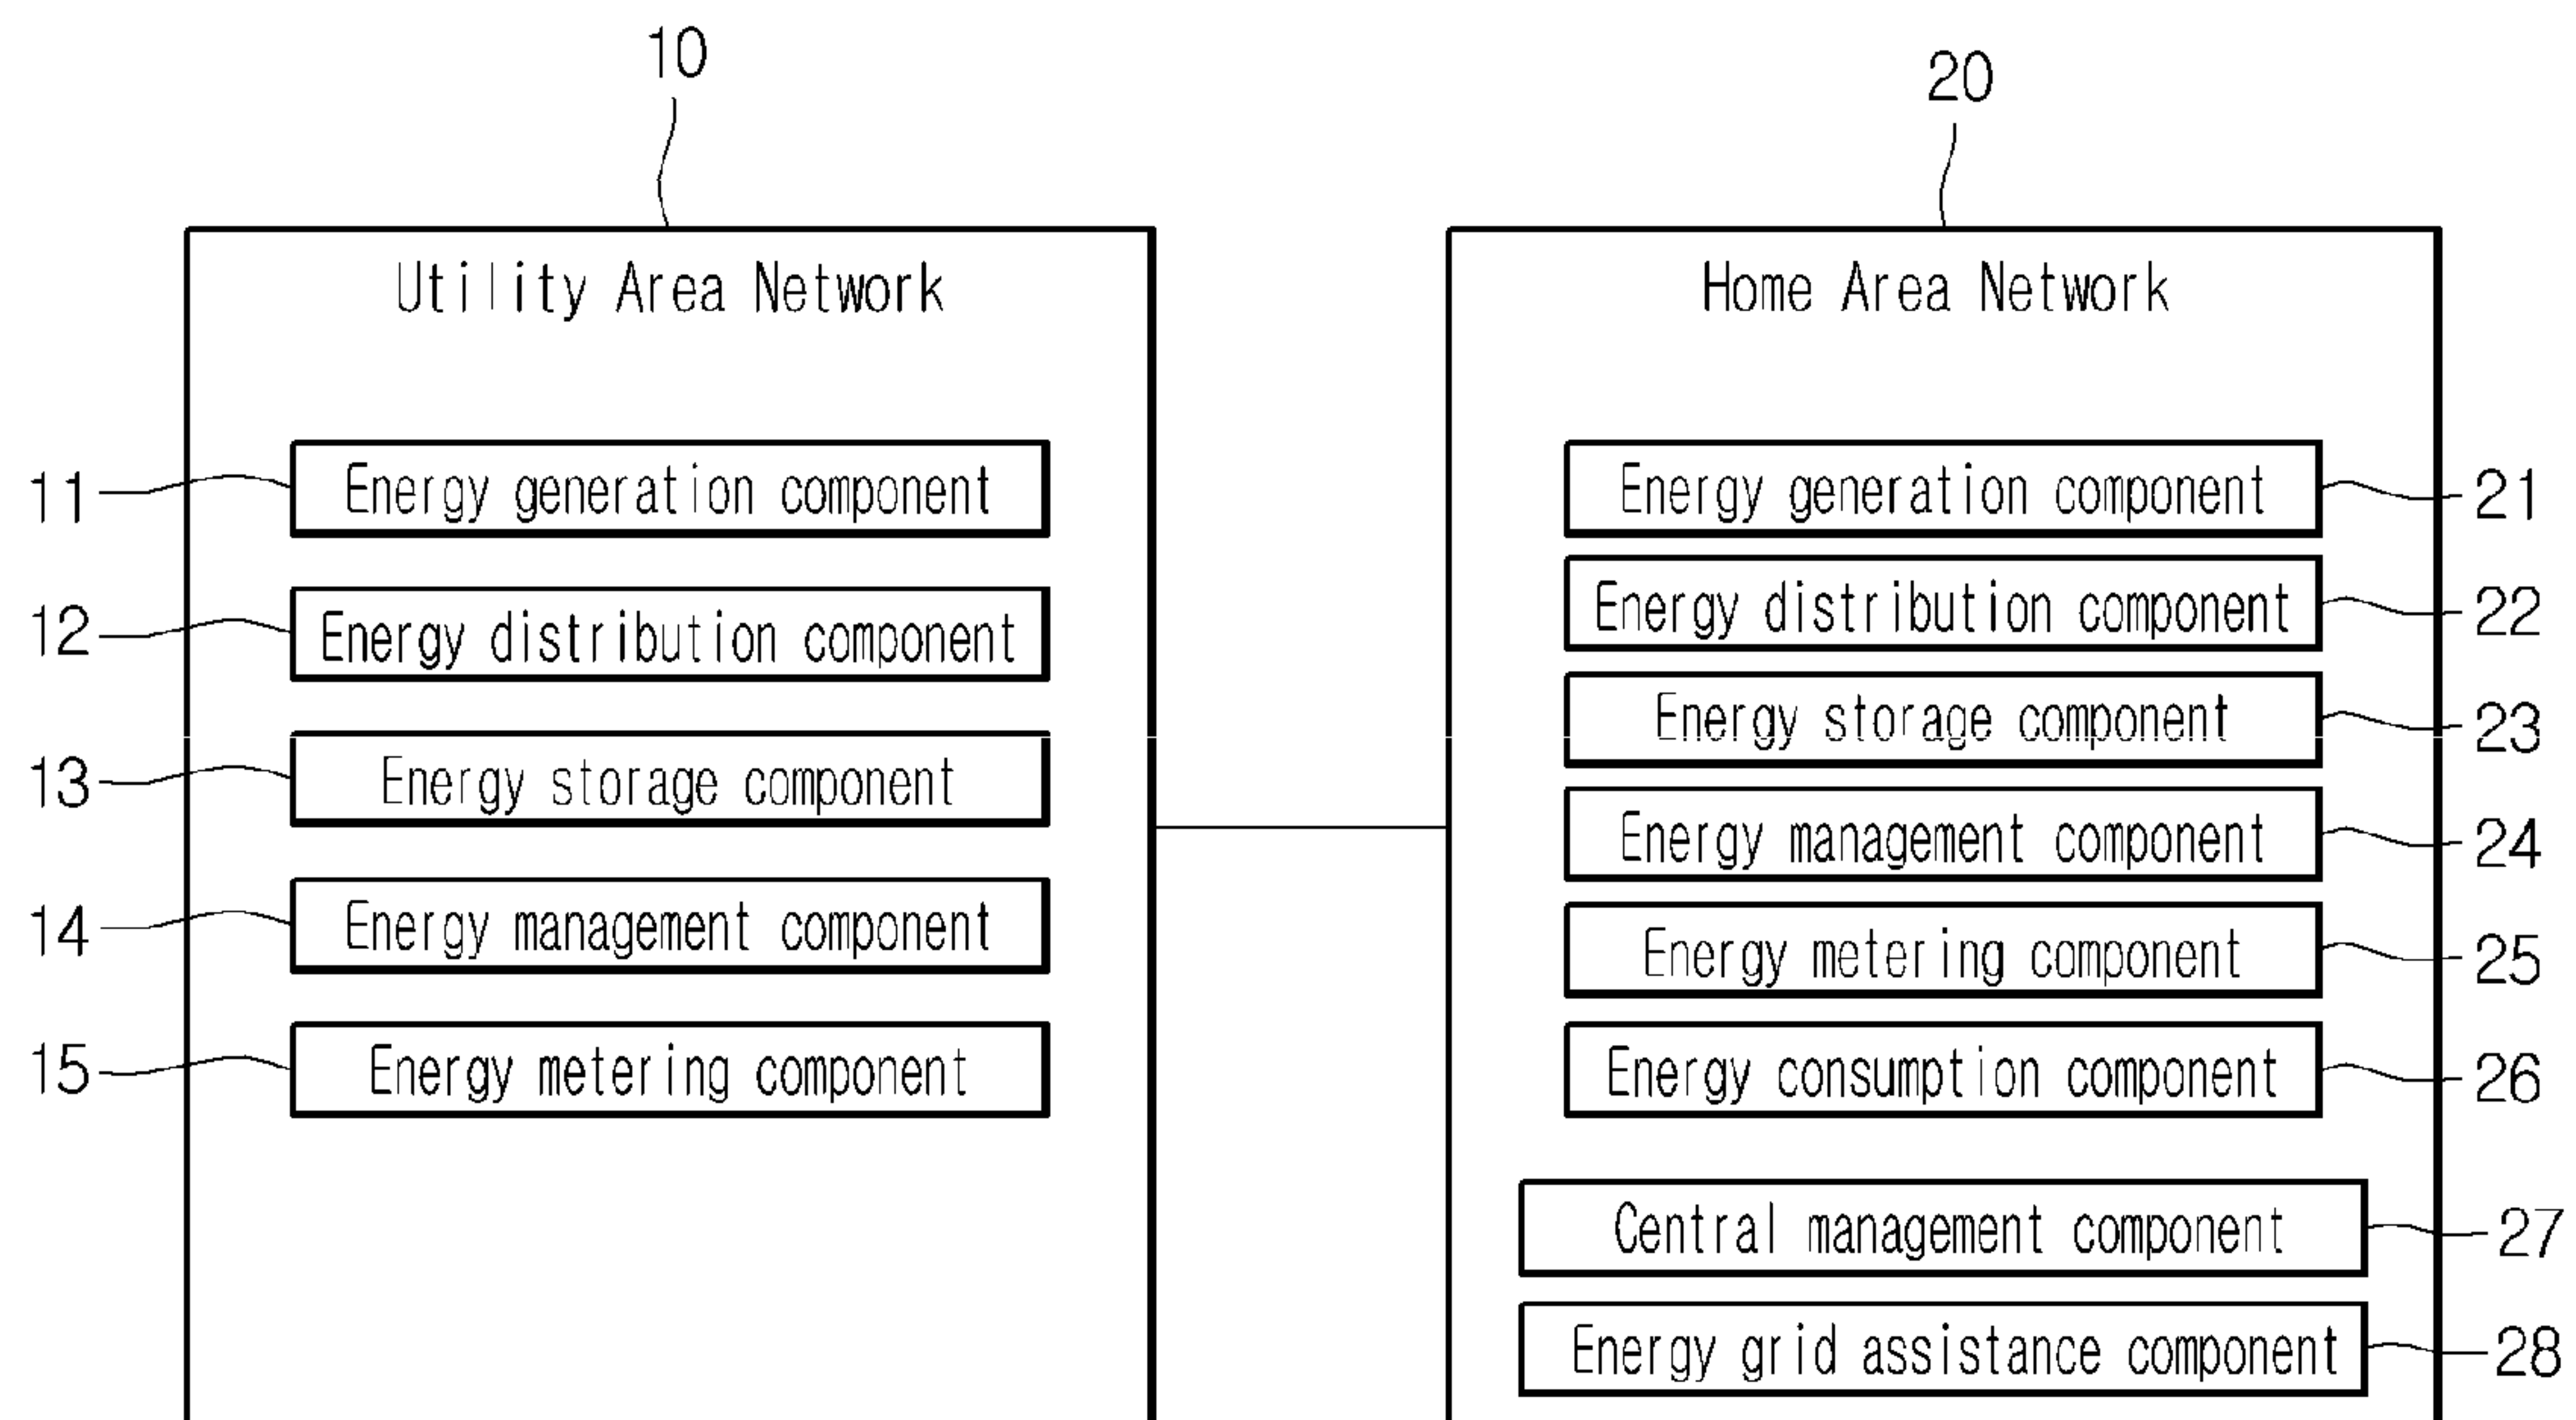 10
20
Utility Area Network
Home Area Network
11
Energy generation component
12
Energy distribution component
13
Energy storage component
14
Energy management component
15
Energy metering component
Energy generation component
21
Energy distribution component
22
Energy storage component
23
Energy management component
24
Energy metering component
25
Energy consumption component
26
Central management component
27
Energy grid assistance component
28